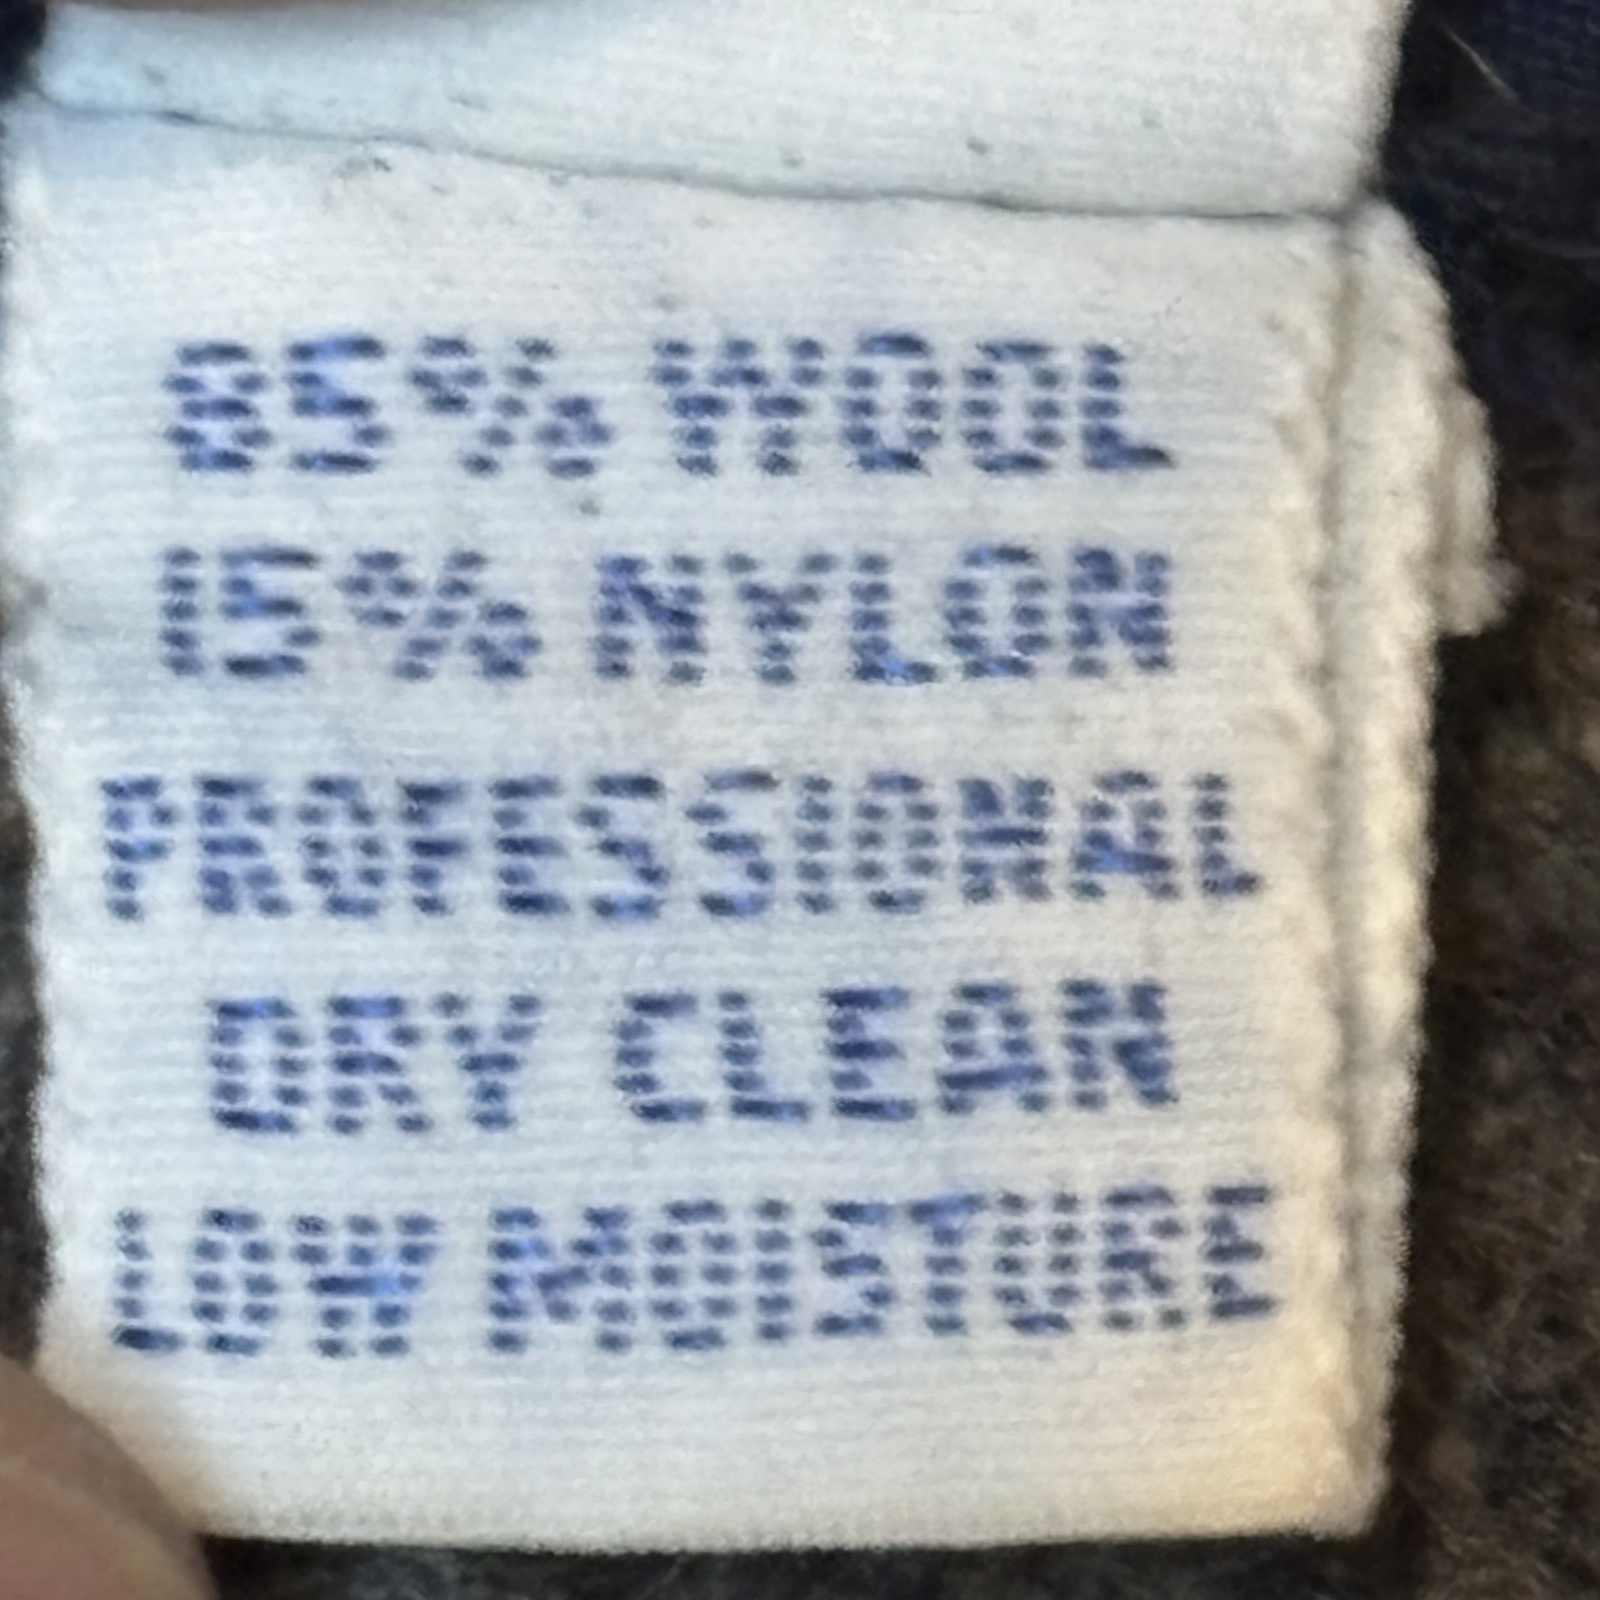 85% WOOL
15% NYLON
PROFESSIONAL
DRY CLEAN
LOW MOISTURE